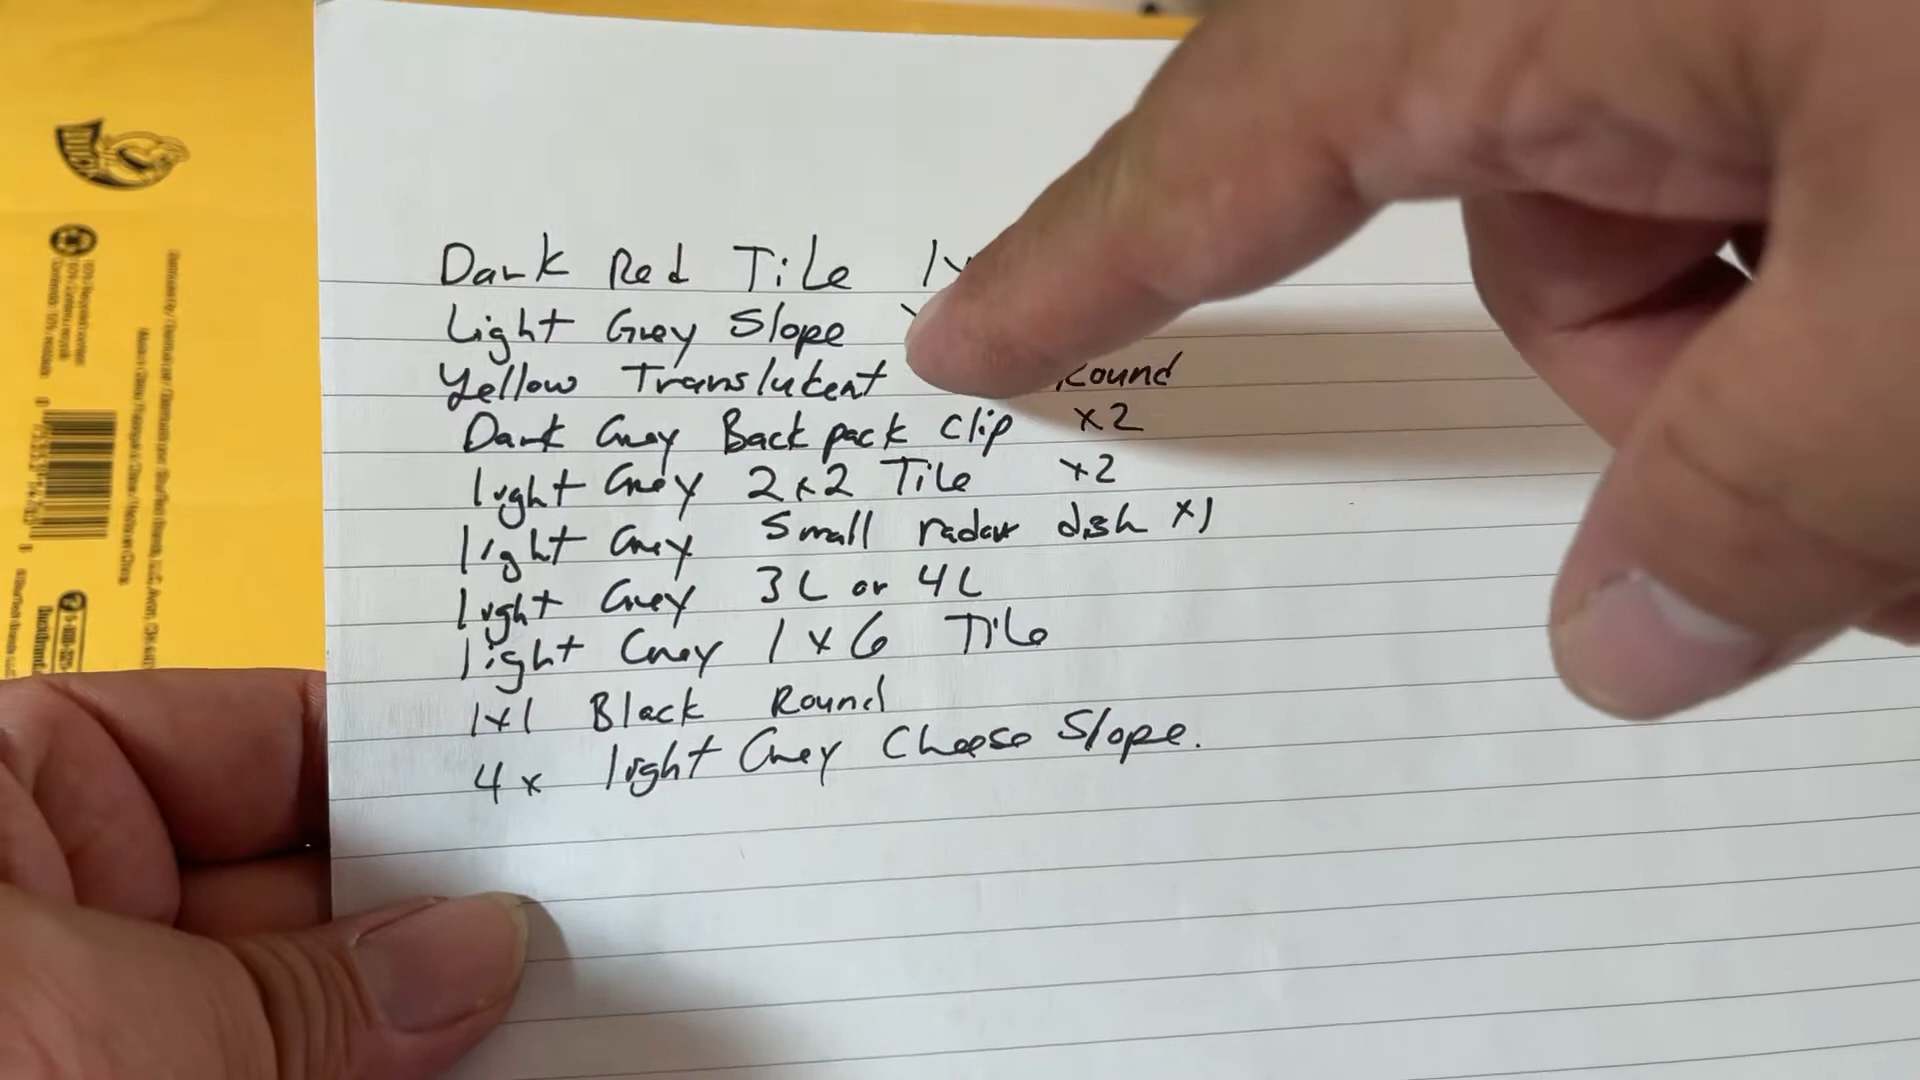 Dark Red Tile
Light Grey Slope
Yellow Translukent Round
Dark Grey Backpack clip x2
light Grey 2x2 Tile x2
light Grey Small radar dish x1
light Grey 3L or 4L
light Grey 1x6 Tile
1x1 Black Round
4x light Grey Cheese Slope.
DUCK